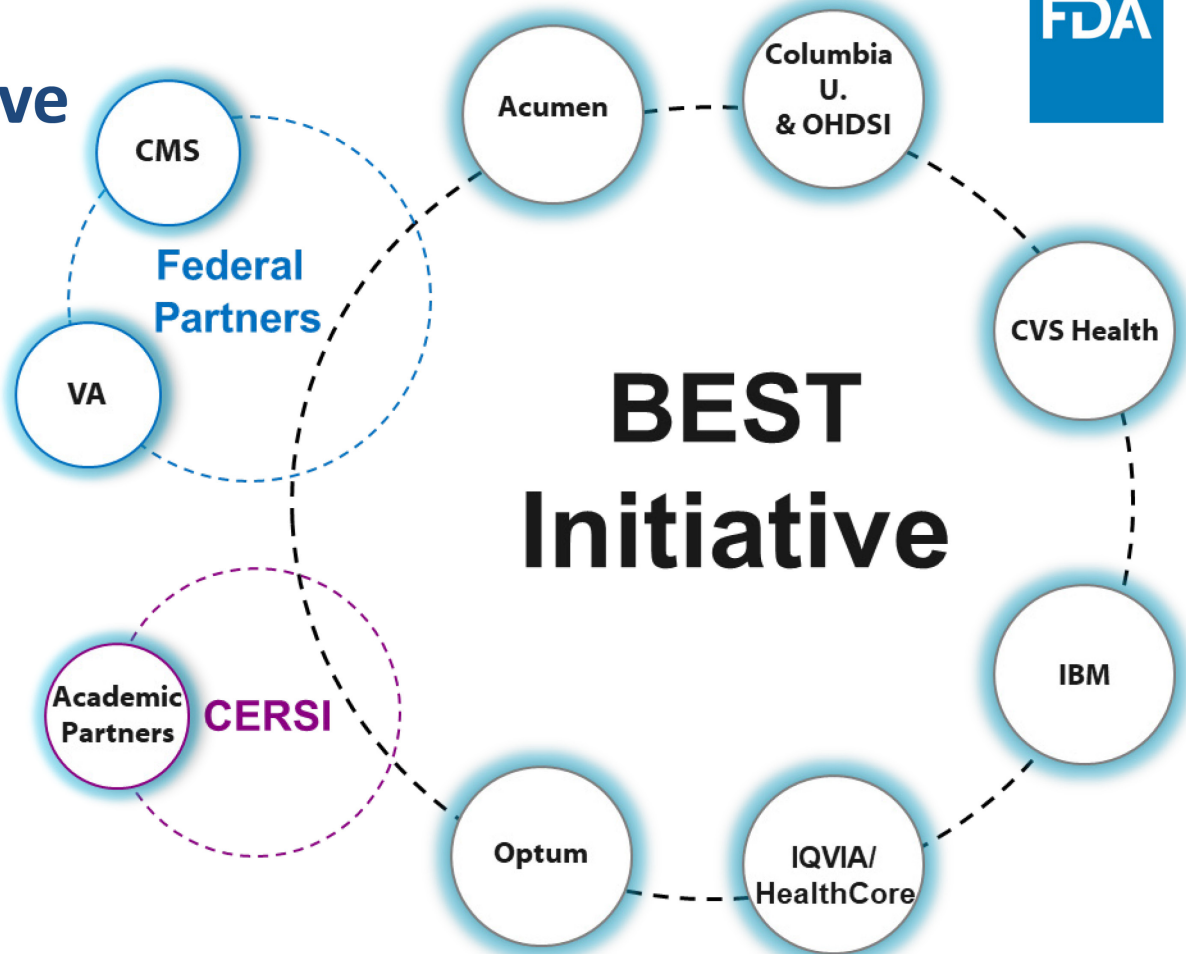 ve
FDA
CMS
Federal
Partners
VA
Academic
Partners
CERSI
Acumen
Columbia
U.
& OHDSI
CVS Health
BEST
Initiative
IBM
IQVIA/
HealthCore
Optum